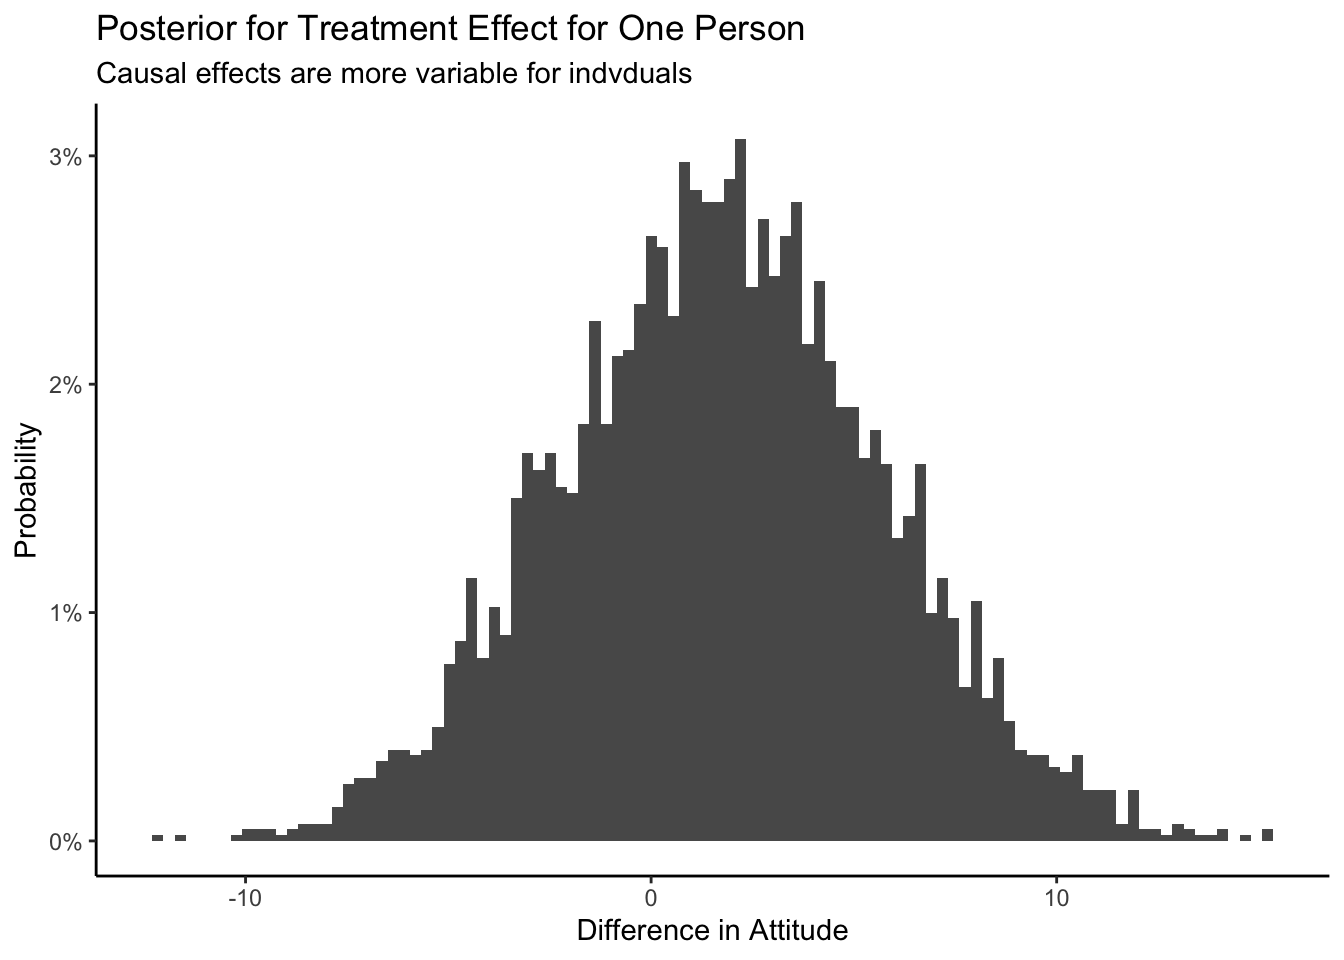 Posterior for Treatment Effect for One Person
Causal effects are more variable for indvduals
3%
2%
1%
0%
Probability
-10
0
10
Difference in Attitude